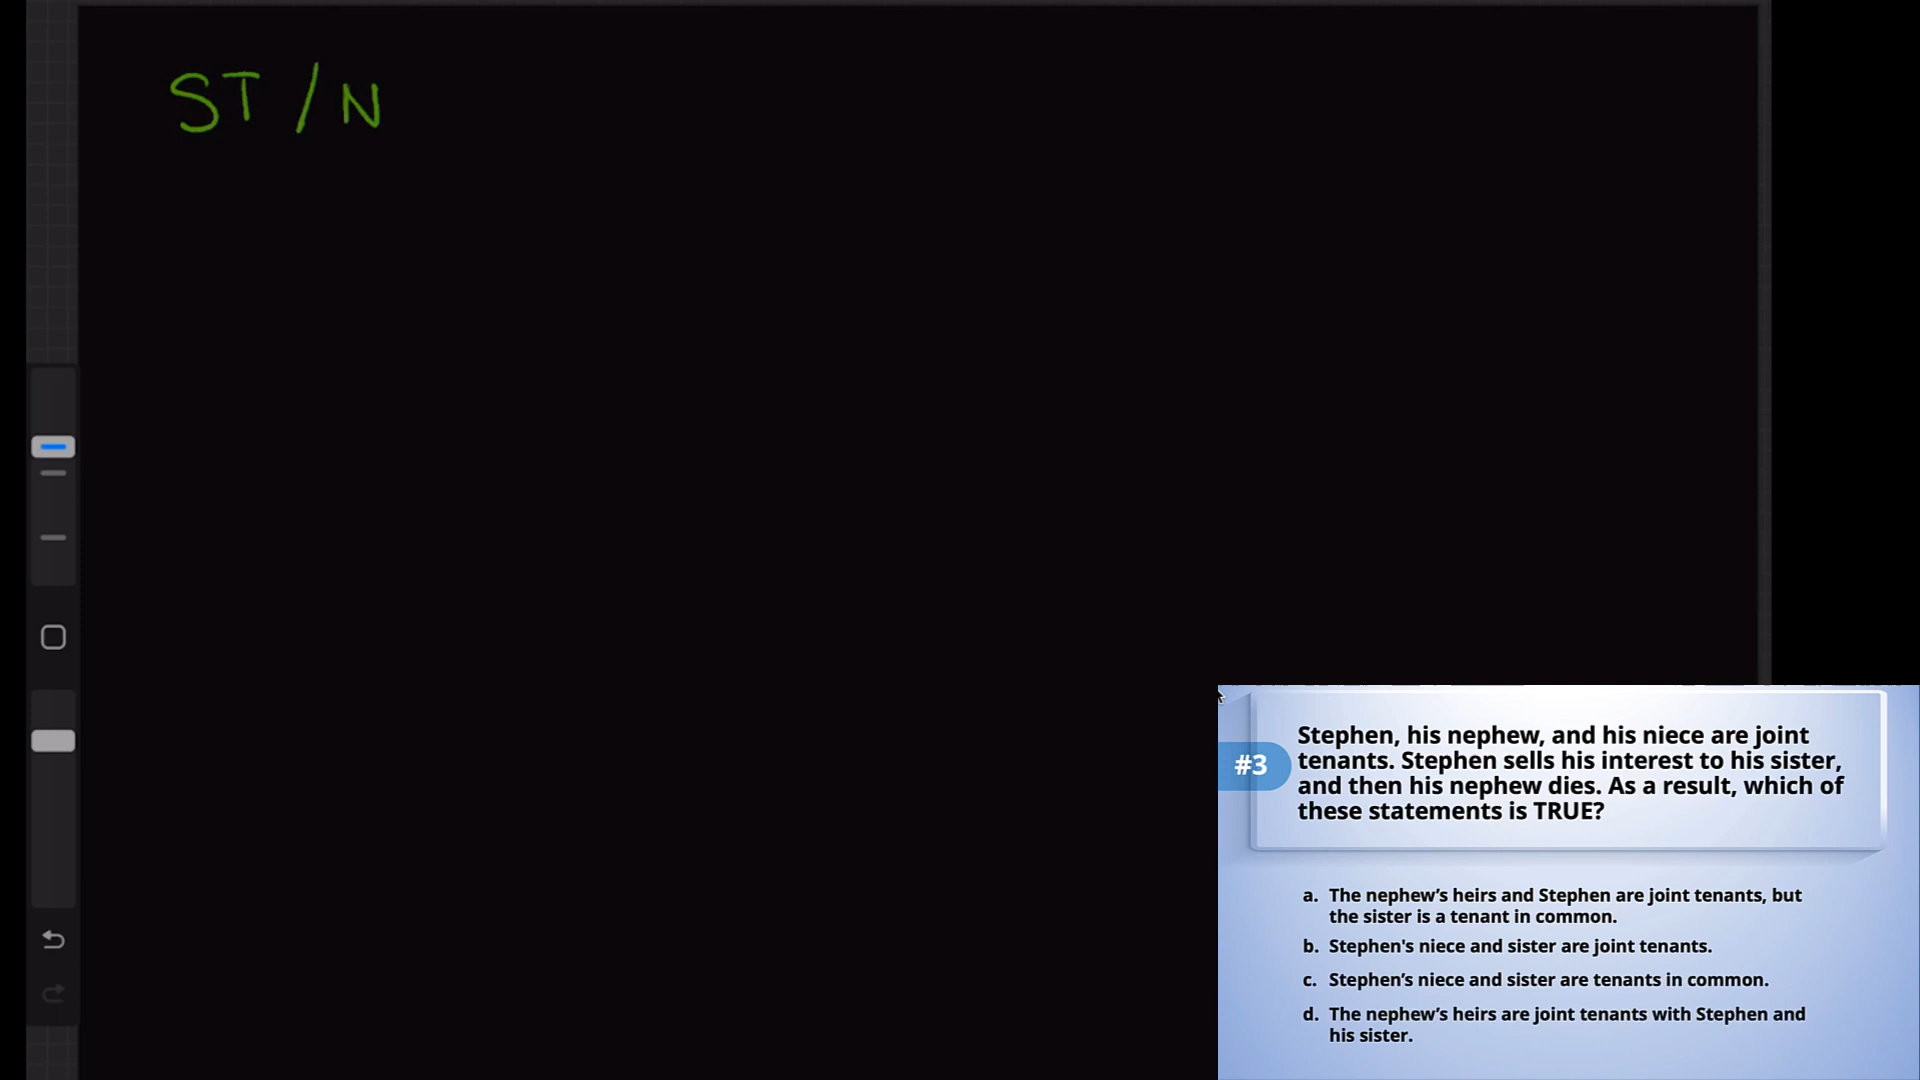 ST / N
#3
Stephen, his nephew, and his niece are joint
tenants. Stephen sells his interest to his sister,
and then his nephew dies. As a result, which of
these statements is TRUE?
a. The nephew’s heirs and Stephen are joint tenants, but
the sister is a tenant in common.
b. Stephen's niece and sister are joint tenants.
c. Stephen’s niece and sister are tenants in common.
d. The nephew’s heirs are joint tenants with Stephen and
his sister.